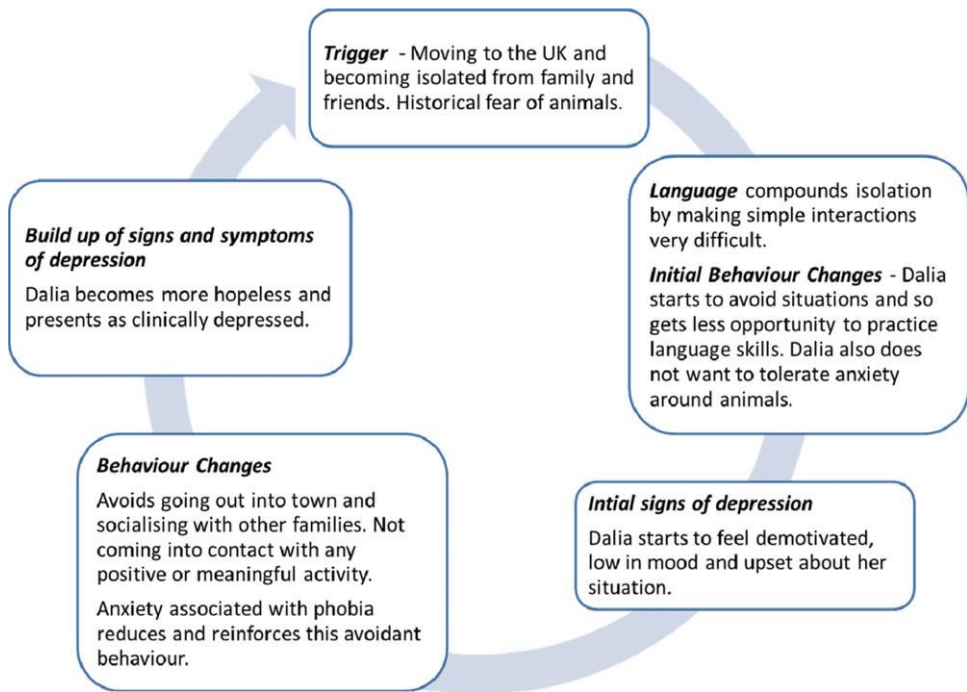 Trigger - Moving to the UK and
becoming isolated from family and
friends. Historical fear of animals.
Language compounds isolation
by making simple interactions
very difficult.
Initial Behaviour Changes - Dalia
starts to avoid situations and so
gets less opportunity to practice
language skills. Dalia also does
not want to tolerate anxiety
around animals.
Intial signs of depression
Dalia starts to feel demotivated,
low in mood and upset about her
situation.
Behaviour Changes
Avoids going out into town and
socialising with other families. Not
coming into contact with any
positive or meaningful activity.
Anxiety associated with phobia
reduces and reinforces this avoidant
behaviour.
Build up of signs and symptoms
of depression
Dalia becomes more hopeless and
presents as clinically depressed.